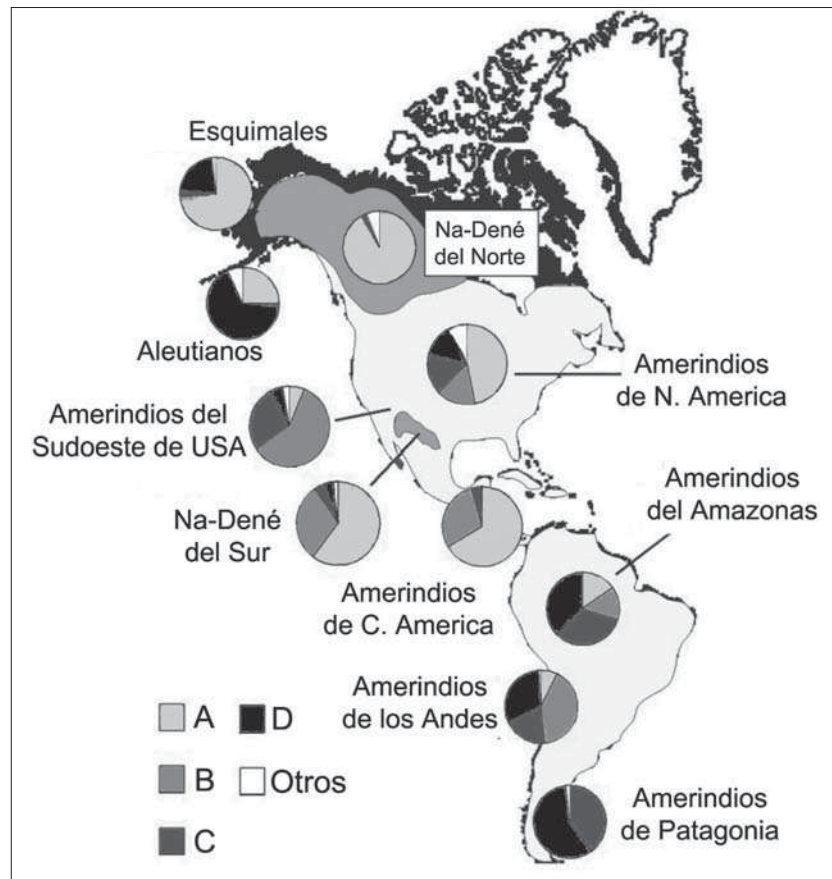 Esquimales
Na-Dené
del Norte
Aleutianos
Amerindios
de N. America
Amerindios del
Sudoeste de USA
Amerindios
del Amazonas
Na-Dené
del Sur
Amerindios
de C. America
Amerindios
de los Andes
A
D
B
Otros
C
Amerindios
de Patagonia